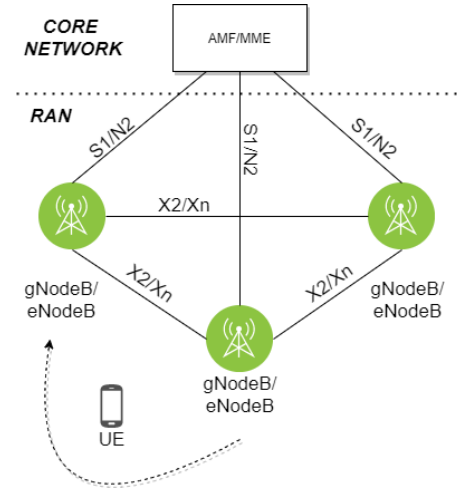 CORE
NETWORK
AMF/MME
RAN
S1/N2
S1/N2
S1/N2
X2/Xn
gNodeB/
eNodeB
X2/Xn
X2/Xn
gNodeB/
eNodeB
gNodeB/
eNodeB
UE